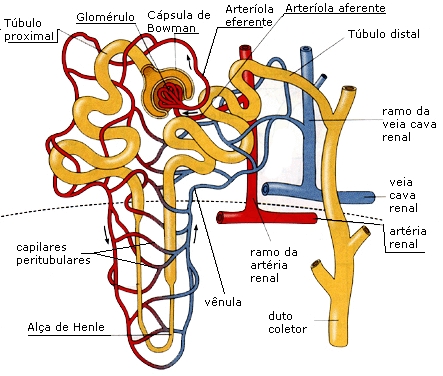 Túbulo
proximal
Glomérulo
Cápsula de
Bowman
Arteríola
eferente
Arteríola aferente
Túbulo distal
ramo da
veia cava
renal
veia
cava
renal
artéria
renal
ramo da
artéria
renal
capilares
peritubulares
vênula
Alça de Henle
duto
coletor